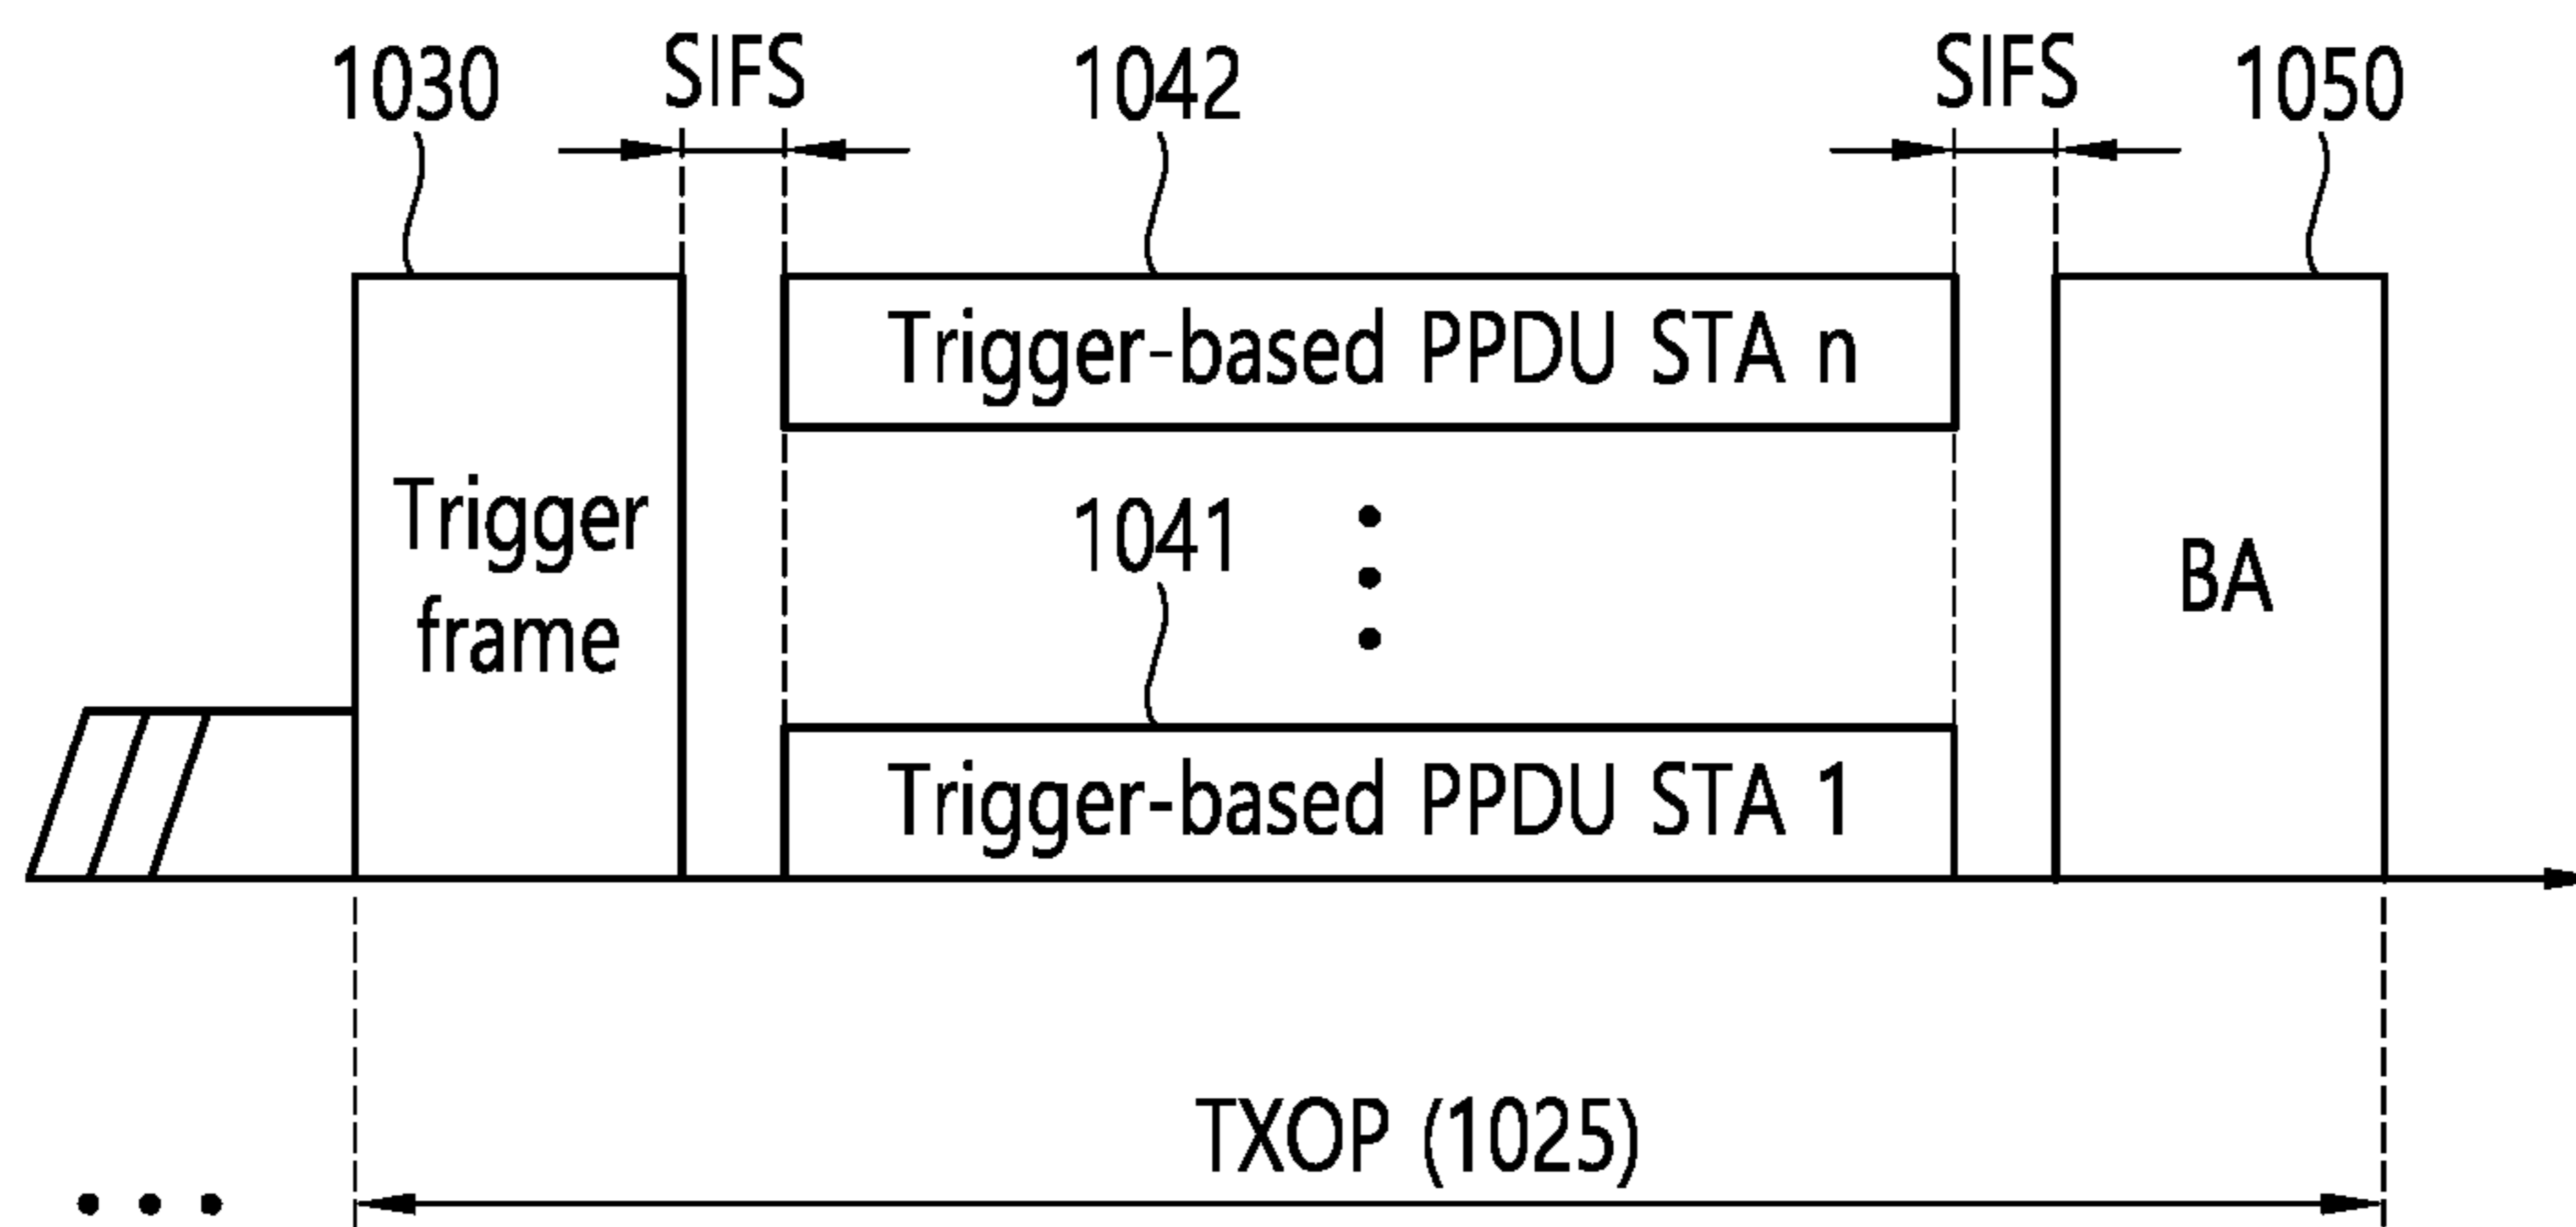 1030
SIFS
1042
SIFS
1050
Trigger-based PPDU STA n
Trigger
frame
1041
BA
Trigger-based PPDU STA 1
TXOP (1025)